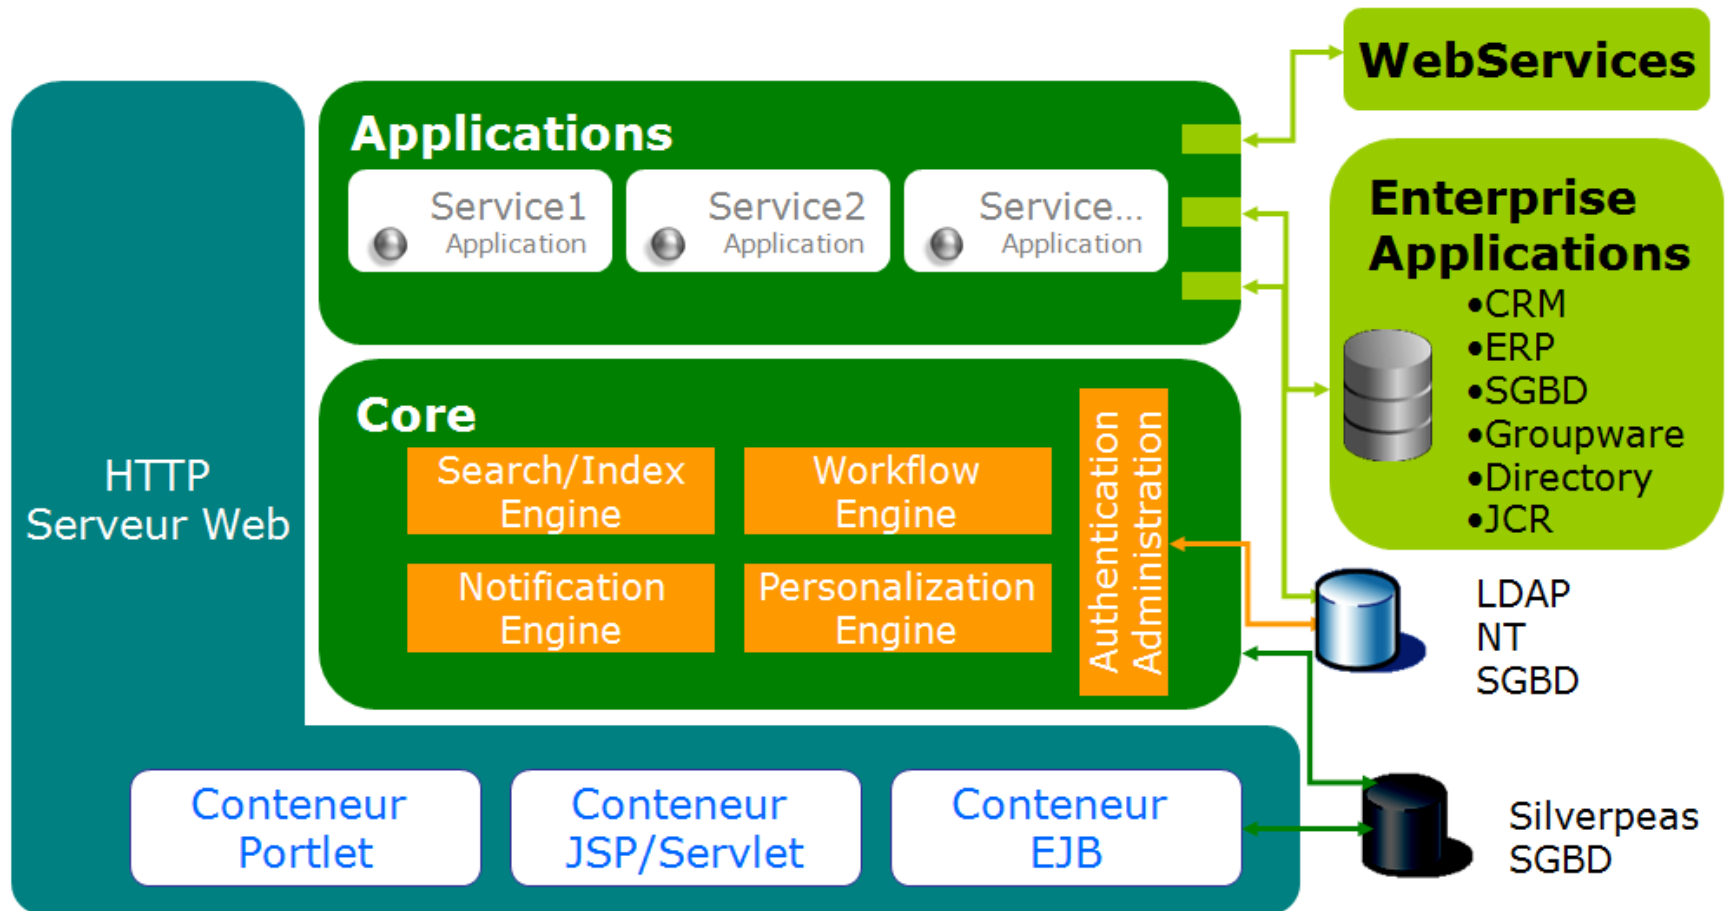 HTTP
Serveur Web
Applications
Service1
Application
Service2
Application
Service...
Application
Core
Search/Index
Engine
Workflow
Engine
Notification
Engine
Personalization
Engine
Authentication
Administration
Conteneur
Portlet
Conteneur
JSP/Servlet
Conteneur
EJB
WebServices
Enterprise
Applications
•CRM
•ERP
•SGBD
•Groupware
•Directory
•JCR
LDAP
NT
SGBD
Silverpeas
SGBD